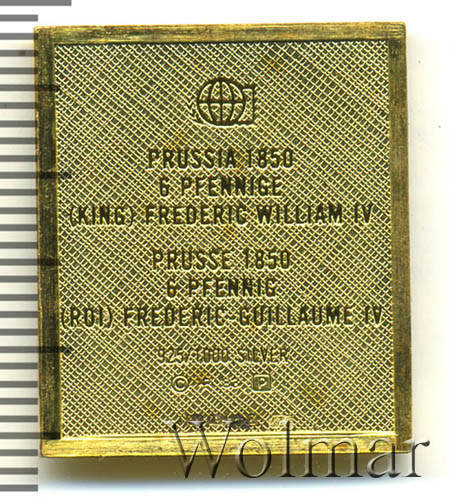 PRUSSIA 1850
6 PFENNIGE
(KING) FREDERIC WILLIAM IV
PRUSSE 1850
6 PFENNIG
(ROI) FREDERIC-GUILLAUME IV
925/1000 SILVER
© P
Wolmar